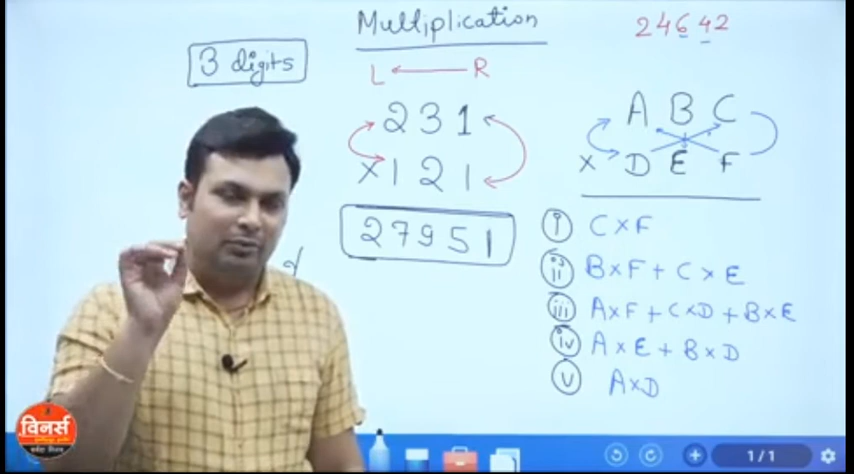 Multiplication
24642
3 digits
L R
231
×121
27951
A B C
× D E F
i C×F
ii B×F + C×E
iii A×F + C×D + B×E
iv A×E + B×D
v A×D
विनर्स
1/1